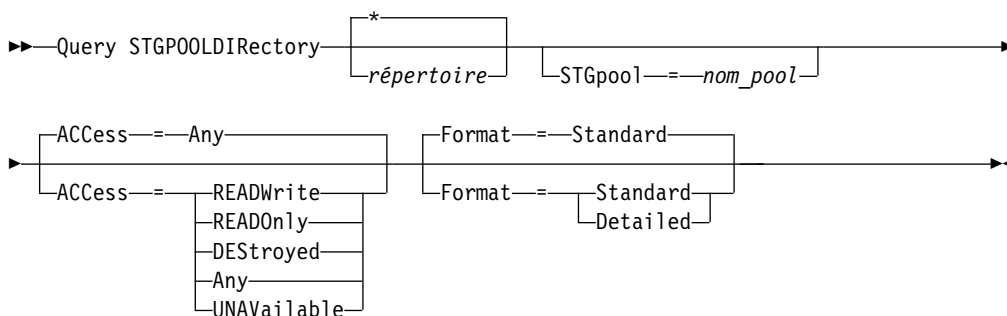 *
Query STGPOOLDIRectory
répertoire
STGpool = nom_pool
ACCess = Any
ACCess = READWrite
READOnly
DEStroyed
Any
UNAVailable
Format = Standard
Format = Standard
Detailed